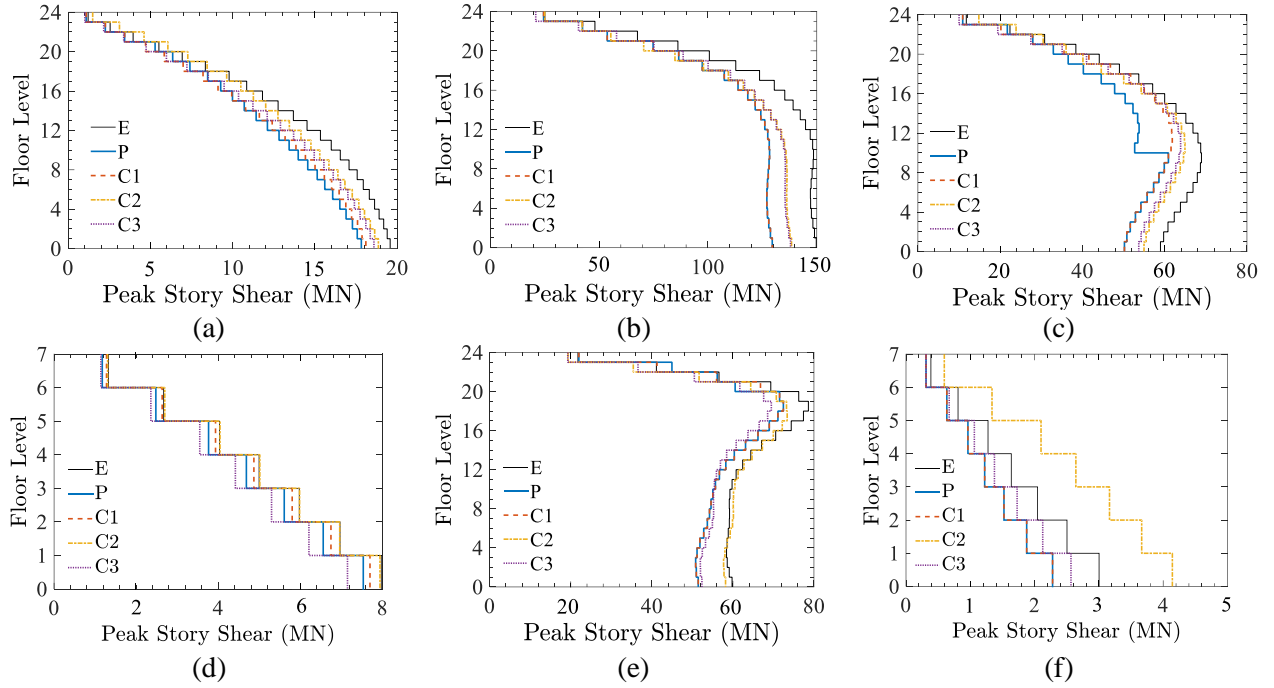 24
20
16
12
8
4
0
Floor Level
E
P
C1
C2
C3
0 5 10 15 20
Peak Story Shear (MN)
(a)
24
20
16
12
8
4
0
Floor Level
E
P
C1
C2
C3
0 50 100 150
Peak Story Shear (MN)
(b)
24
20
16
12
8
4
0
Floor Level
E
P
C1
C2
C3
0 20 40 60 80
Peak Story Shear (MN)
(c)
7
6
5
4
3
2
1
0
Floor Level
E
P
C1
C2
C3
0 2 4 6 8
Peak Story Shear (MN)
(d)
24
20
16
12
8
4
0
Floor Level
E
P
C1
C2
C3
0 20 40 60 80
Peak Story Shear (MN)
(e)
7
6
5
4
3
2
1
0
Floor Level
E
P
C1
C2
C3
0 1 2 3 4 5
Peak Story Shear (MN)
(f)